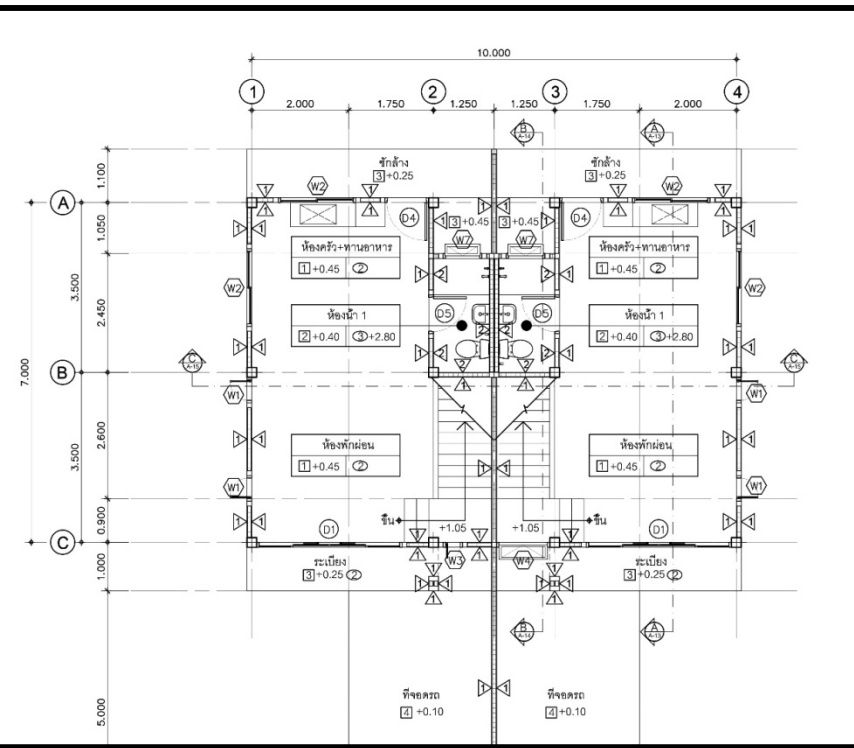 10.000
1 2 3 4
2.000 1.750 1.250 1.250 1.750 2.000
B A-14 A A-13
ซักล้าง ซักล้าง
3 +0.25 3 +0.25
1.100
W2 W2
1 1 1 1
A
D4 3 +0.45 3 +0.45 D4
1.050
W7 W7
ห้องครัว+ทานอาหาร ห้องครัว+ทานอาหาร
1 +0.45 2 1 +0.45 2
3.500
W2 W2
2.450
ห้องน้ำ 1 D5 D5 ห้องน้ำ 1
2 +0.40 3 +2.80 2 +0.40 3 +2.80
C A-15 C A-15
7.000
B
W1 W1
2.600
ห้องพักผ่อน ห้องพักผ่อน
1 +0.45 2 1 +0.45 2
3.500
W1 W1
0.900
ขึ้น +1.05 +1.05 ขึ้น
D1 D1
C
W3 W4
ระเบียง ระเบียง
3 +0.25 2 3 +0.25 2
1.000
B A-14 A A-13
ที่จอดรถ ที่จอดรถ
4 +0.10 4 +0.10
5.000